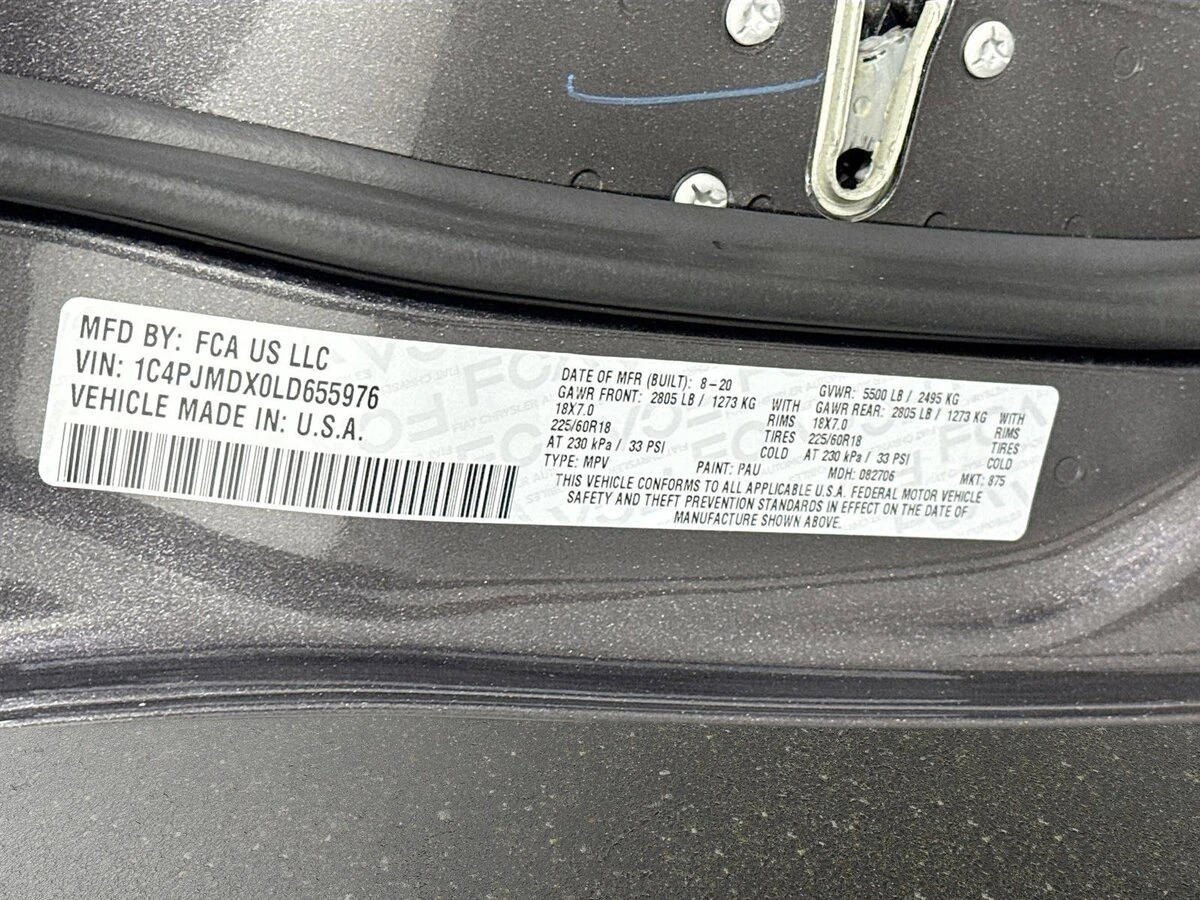 MFD BY: FCA US LLC
VIN: 1C4PJMDX0LD655976
VEHICLE MADE IN: U.S.A.
DATE OF MFR (BUILT): 8-20 GVWR: 5500 LB / 2495 KG
GAWR FRONT: 2805 LB / 1273 KG WITH GAWR REAR: 2805 LB / 1273 KG WITH
18X7.0 RIMS 18X7.0 RIMS
225/60R18 TIRES 225/60R18 TIRES
AT 230 kPa / 33 PSI COLD AT 230 kPa / 33 PSI COLD
TYPE: MPV PAINT: PAU MDH: 082706 MKT: 875
THIS VEHICLE CONFORMS TO ALL APPLICABLE U.S.A. FEDERAL MOTOR VEHICLE
SAFETY AND THEFT PREVENTION STANDARDS IN EFFECT ON THE DATE OF
MANUFACTURE SHOWN ABOVE.